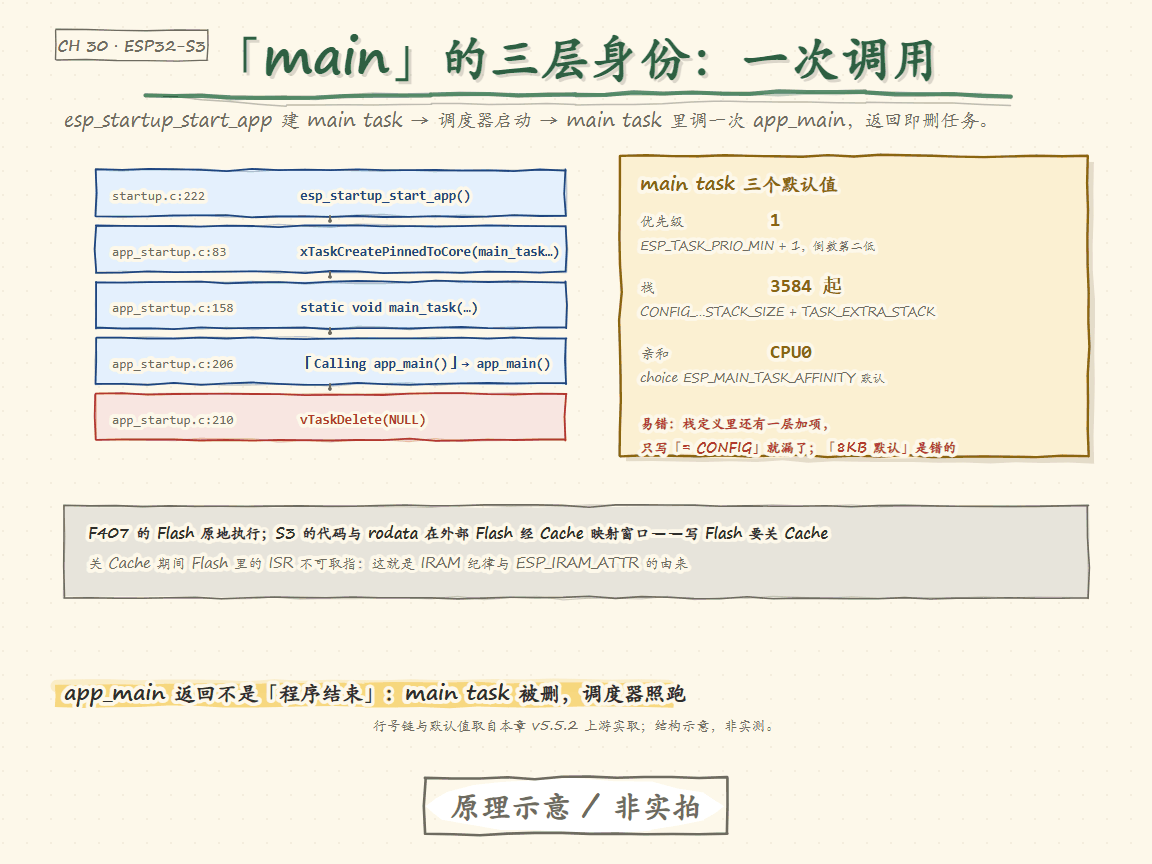 CH 30 · ESP32-S3
「main」的三层身份：一次调用
esp_startup_start_app 建 main task → 调度器启动 → main task 里调一次 app_main，返回即删任务。
startup.c:222 esp_startup_start_app()
app_startup.c:83 xTaskCreatePinnedToCore(main_task…)
app_startup.c:158 static void main_task(…)
app_startup.c:206 「Calling app_main()」→ app_main()
app_startup.c:210 vTaskDelete(NULL)
main task 三个默认值
优先级 1
ESP_TASK_PRIO_MIN + 1，倒数第二低
栈 3584 起
CONFIG_…STACK_SIZE + TASK_EXTRA_STACK
亲和 CPU0
choice ESP_MAIN_TASK_AFFINITY 默认
易错：栈定义里还有一层加项，
只写「= CONFIG」就漏了；「8KB 默认」是错的
F407 的 Flash 原地执行；S3 的代码与 rodata 在外部 Flash 经 Cache 映射窗口——写 Flash 要关 Cache
关 Cache 期间 Flash 里的 ISR 不可取指：这就是 IRAM 纪律与 ESP_IRAM_ATTR 的由来
app_main 返回不是「程序结束」：main task 被删，调度器照跑
行号链与默认值取自本章 v5.5.2 上游实取；结构示意，非实测。
原理示意 / 非实拍